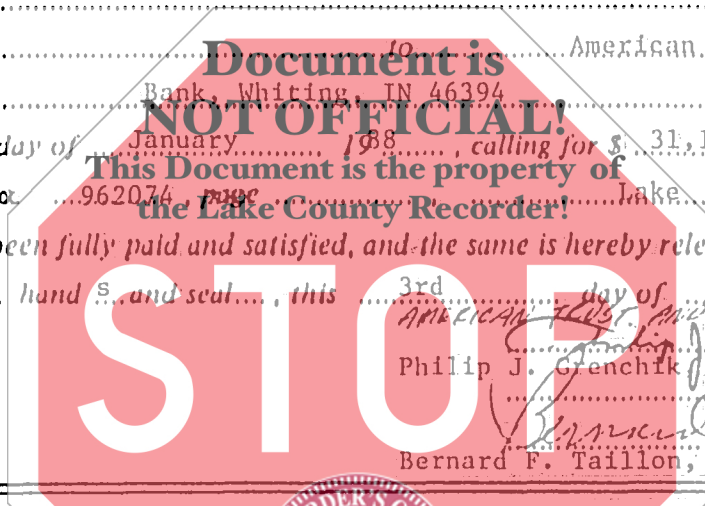 to American
Document is
Bank, Whiting, IN 46394
NOT OFFICIAL!
day of January 1988, calling for $ 31,1
This Document is the property of
962074, page Lake
the Lake County Recorder!
been fully paid and satisfied, and the same is hereby rele
hand s, and seal, this 3rd day of
AMERICAN TRUST AND
STOP
Philip J. Grenchik
Bernard F. Taillon,